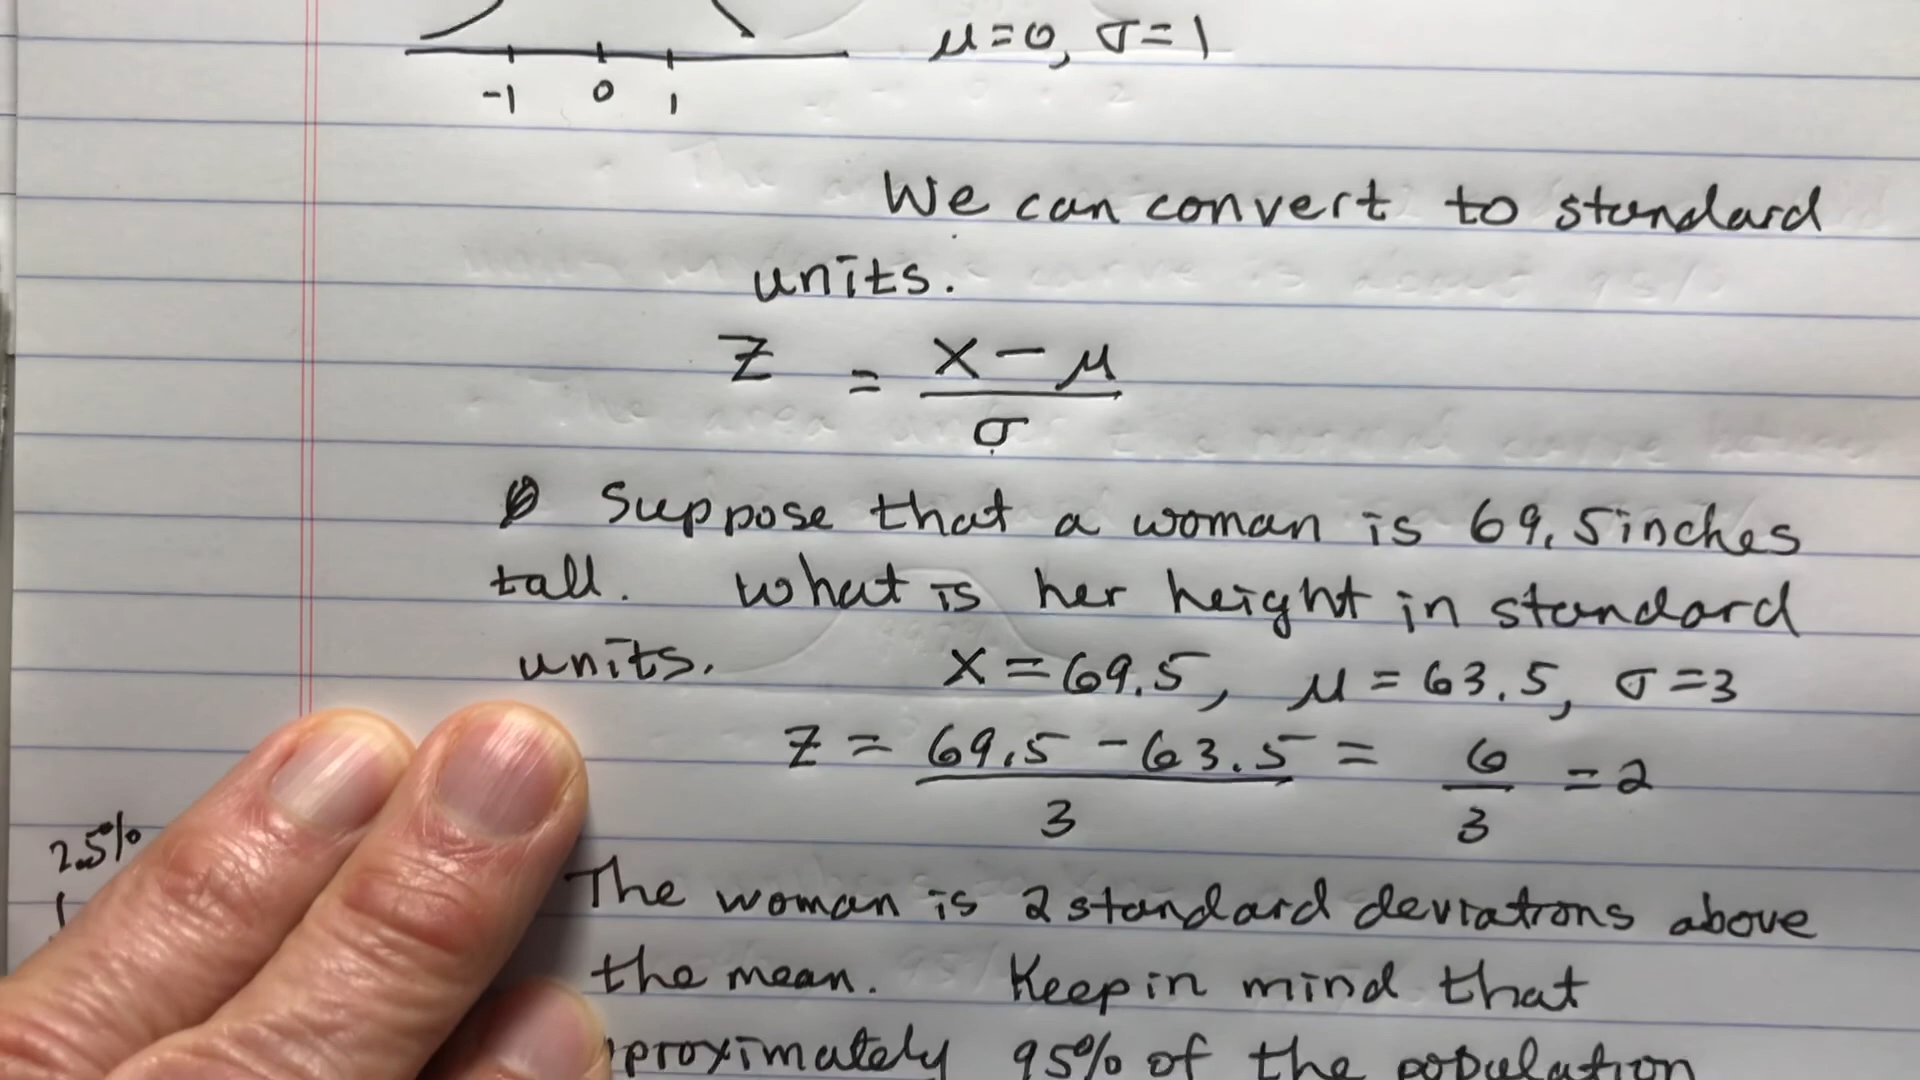 μ=0, σ=1
-1 0 1
We can convert to standard
units.
Z = X-μ
σ
Suppose that a woman is 69.5 inches
tall. What is her height in standard
units. X=69.5, μ=63.5, σ=3
Z = 69.5-63.5 = 6 = 2
3 3
2.5%
The woman is 2 standard deviations above
the mean. Keep in mind that
95% of the population